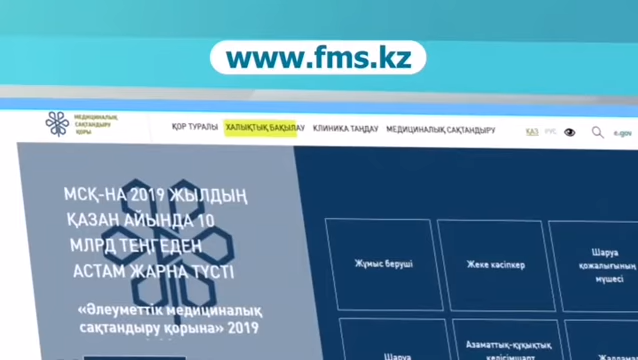 www.fms.kz
МЕДИЦИНАЛЫҚ
САҚТАНДЫРУ
ҚОРЫ
ҚОР ТУРАЛЫ ХАЛЫҚТЫҚ БАҚЫЛАУ КЛИНИКА ТАҢДАУ МЕДИЦИНАЛЫҚ САҚТАНДЫРУ ҚАЗ РУС e.gov
МСҚ-НА 2019 ЖЫЛДЫҢ
ҚАЗАН АЙЫНДА 10
МЛРД ТЕҢГЕДЕН
АСТАМ ЖАРНА ТҮСТІ
«Әлеуметтік медициналық
сақтандыру қорына» 2019
Жұмыс беруші
Жеке кәсіпкер
Шаруа
қожалығының
мүшесі
Шаруа
Азаматтық-құқықтық
келісімшарт